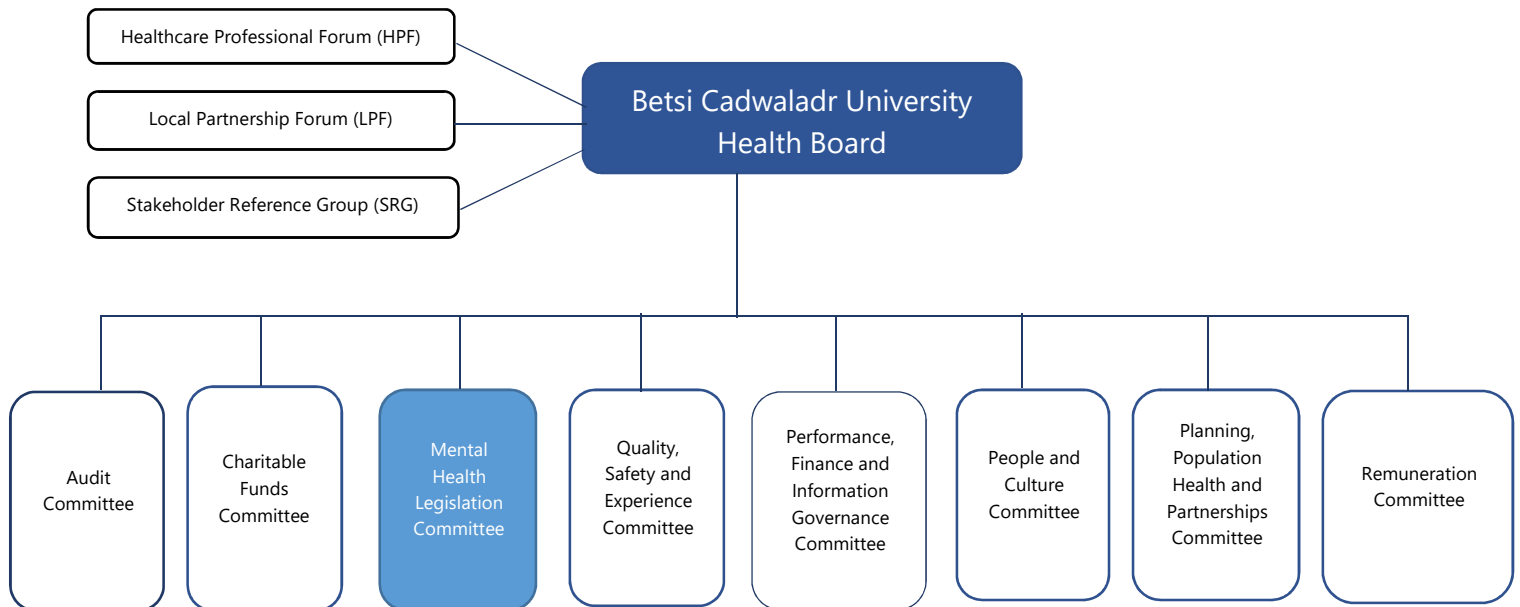 Healthcare Professional Forum (HPF)
Local Partnership Forum (LPF)
Stakeholder Reference Group (SRG)
Betsi Cadwaladr University
Health Board
Audit
Committee
Charitable
Funds
Committee
Mental
Health
Legislation
Committee
Quality,
Safety and
Experience
Committee
Performance,
Finance and
Information
Governance
Committee
People and
Culture
Committee
Planning,
Population
Health and
Partnerships
Committee
Remuneration
Committee